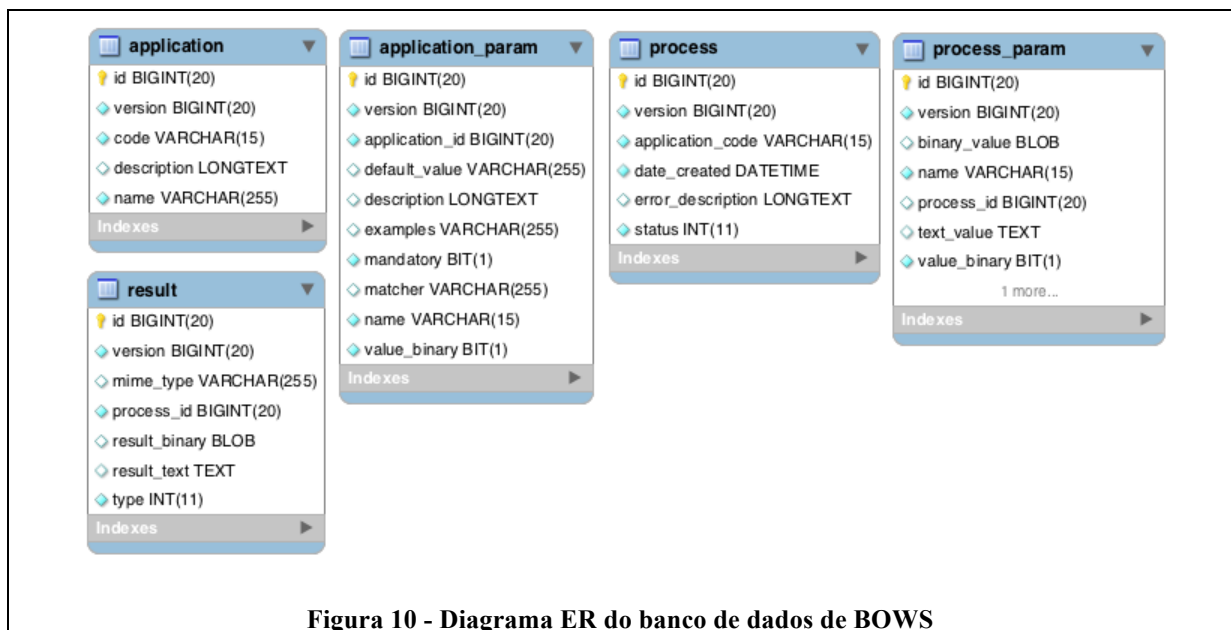 application
id BIGINT(20)
version BIGINT(20)
code VARCHAR(15)
description LONGTEXT
name VARCHAR(255)
Indexes
result
id BIGINT(20)
version BIGINT(20)
mime_type VARCHAR(255)
process_id BIGINT(20)
result_binary BLOB
result_text TEXT
type INT(11)
Indexes
application_param
id BIGINT(20)
version BIGINT(20)
application_id BIGINT(20)
default_value VARCHAR(255)
description LONGTEXT
examples VARCHAR(255)
mandatory BIT(1)
matcher VARCHAR(255)
name VARCHAR(15)
value_binary BIT(1)
Indexes
process
id BIGINT(20)
version BIGINT(20)
application_code VARCHAR(15)
date_created DATETIME
error_description LONGTEXT
status INT(11)
Indexes
process_param
id BIGINT(20)
version BIGINT(20)
binary_value BLOB
name VARCHAR(15)
process_id BIGINT(20)
text_value TEXT
value_binary BIT(1)
1 more...
Indexes
Figura 10 - Diagrama ER do banco de dados de BOWS